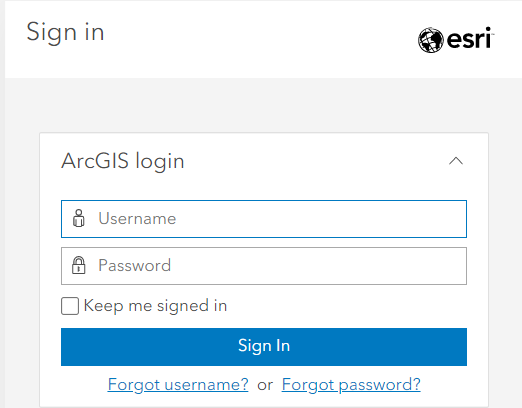 Sign in
esri
ArcGIS login
Username
Password
Keep me signed in
Sign In
Forgot username? or Forgot password?